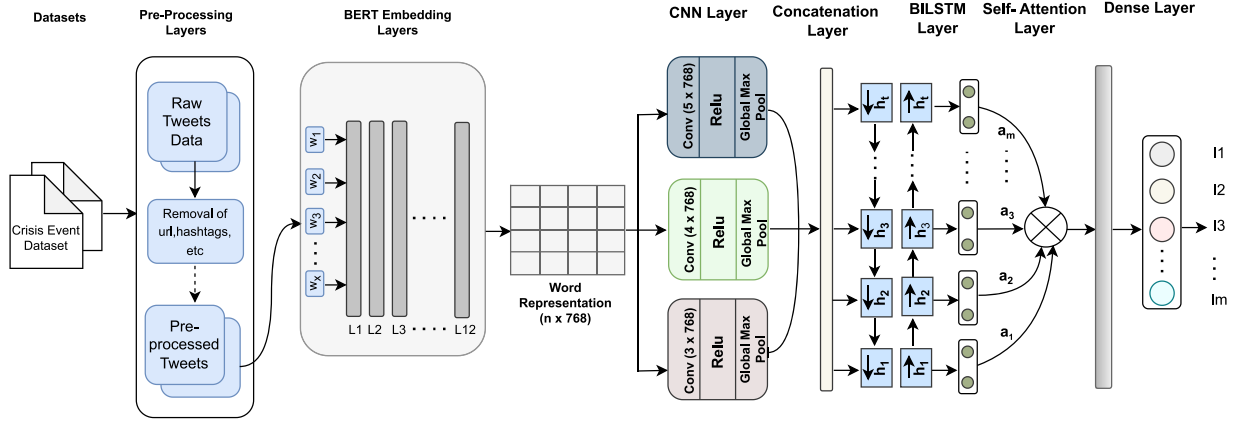 Datasets
Pre-Processing
Layers
BERT Embedding
Layers
CNN Layer
Concatenation
Layer
BILSTM
Layer
Self- Attention
Layer
Dense Layer
Crisis Event
Dataset
Raw
Tweets
Data
Removal of
url,hashtags,
etc
Pre-
processed
Tweets
w1
w2
w3
wx
L1 L2 L3 L12
Word
Representation
(n x 768)
Conv (5 x 768)
Relu
Global Max
Pool
Conv (4 x 768)
Relu
Global Max
Pool
Conv (3 x 768)
Relu
Global Max
Pool
ht
h3
h2
h1
ht
h3
h2
h1
am
a3
a2
a1
l1
l2
l3
lm